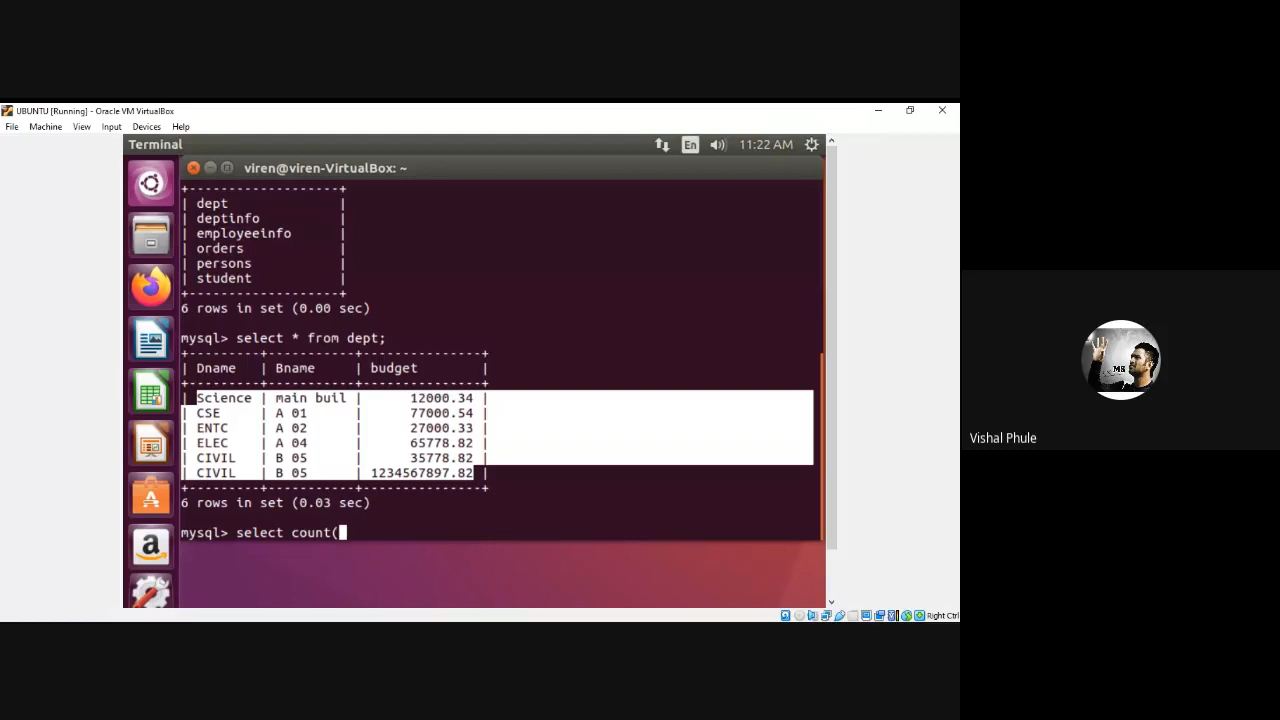 UBUNTU [Running] - Oracle VM VirtualBox
File Machine View Input Devices Help
Terminal En 11:22 AM
viren@viren-VirtualBox: ~
+-------------------+
| dept |
| deptinfo |
| employeeinfo |
| orders |
| persons |
| student |
+-------------------+
6 rows in set (0.00 sec)
mysql> select * from dept;
+---------+-----------+---------------+
| Dname | Bname | budget |
+---------+-----------+---------------+
| Science | main buil | 12000.34 |
| CSE | A 01 | 77000.54 |
| ENTC | A 02 | 27000.33 |
| ELEC | A 04 | 65778.82 |
| CIVIL | B 05 | 35778.82 |
| CIVIL | B 05 | 1234567897.82 |
+---------+-----------+---------------+
6 rows in set (0.03 sec)
mysql> select count(
Right Ctrl
MS
Vishal Phule